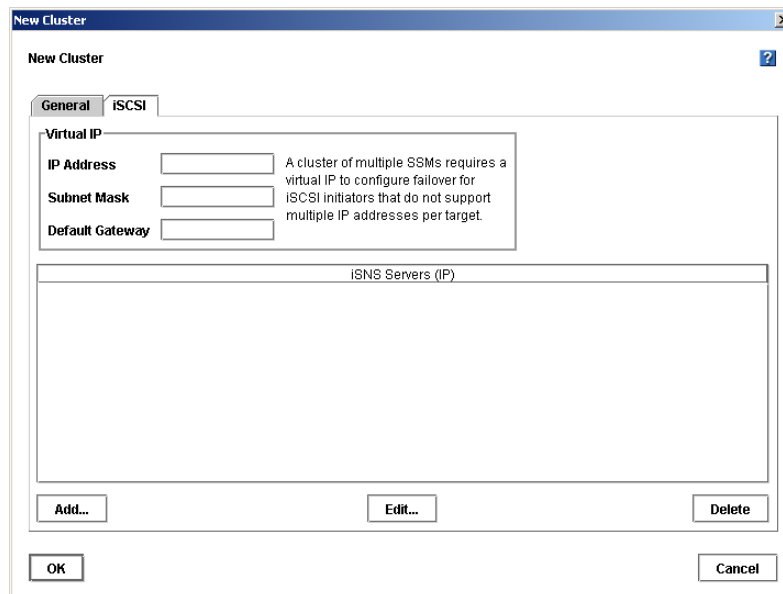 New Cluster
New Cluster
?
General
iSCSI
Virtual IP
IP Address
Subnet Mask
Default Gateway
A cluster of multiple SSMs requires a
virtual IP to configure failover for
iSCSI initiators that do not support
multiple IP addresses per target.
iSNS Servers (IP)
Add...
Edit...
Delete
OK
Cancel